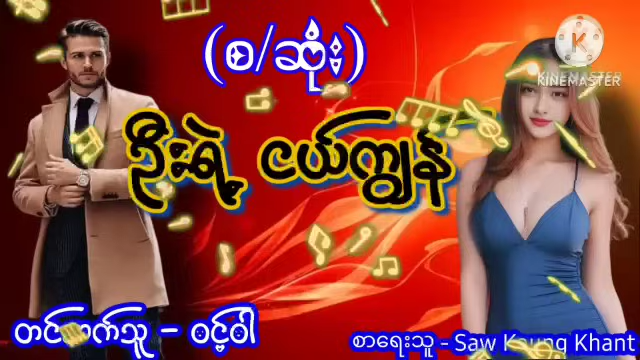 (စ/ဆုံး)
K
KINEMASTER
ဦးရဲ့ ငယ်ကျွန်
တင်ဆက်သူ - ဝင့်ဝါ
စာရေးသူ - Saw Kaung Khant